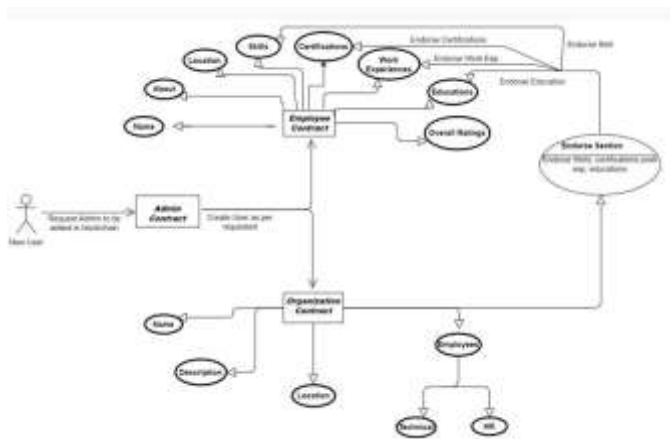 Skills
Certifications
Endorse Certifications
Endorse Skill
Location
Work
Experiences
Endorse Work Exp
Endorse Education
About
Educations
Name
Employee
Contract
Overall Ratings
Endorse Section
Endorse Skills, certifications, work
exp, educations
Admin
Contract
Request Admin to be
added in blockchain
Create User as per
requested
New User
Organization
Contract
Name
Employees
Description
Location
Technical
HR